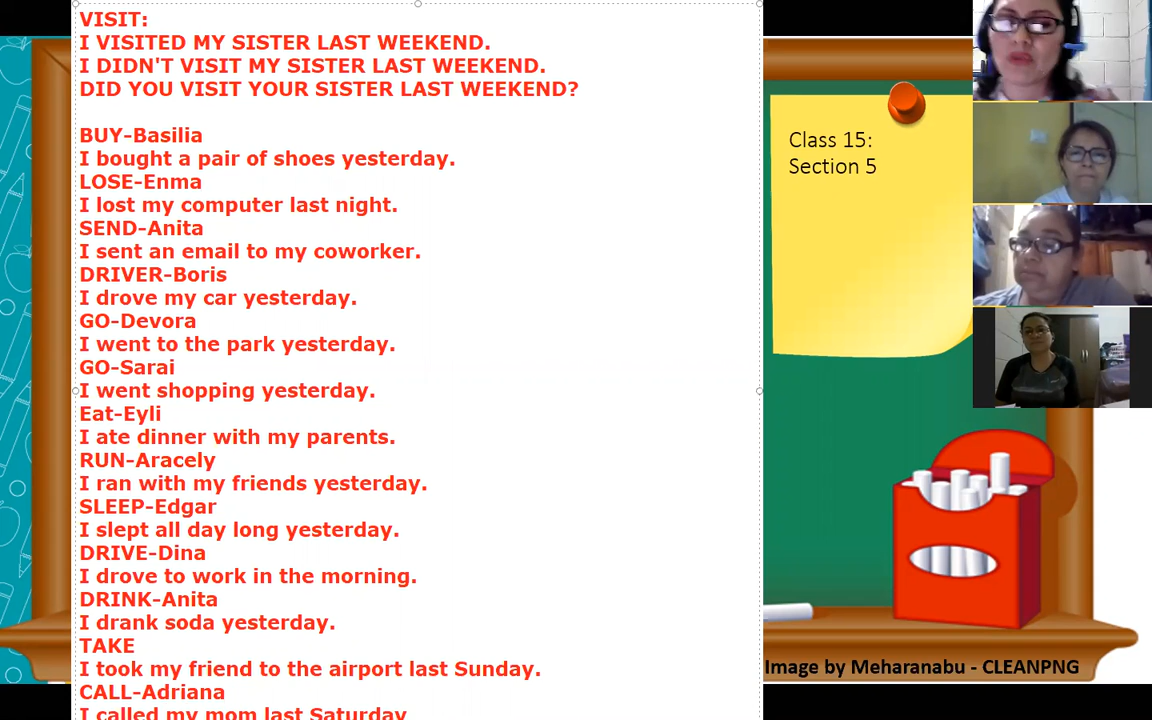 VISIT:
I VISITED MY SISTER LAST WEEKEND.
I DIDN'T VISIT MY SISTER LAST WEEKEND.
DID YOU VISIT YOUR SISTER LAST WEEKEND?
BUY-Basilia
I bought a pair of shoes yesterday.
LOSE-Enma
I lost my computer last night.
SEND-Anita
I sent an email to my coworker.
DRIVER-Boris
I drove my car yesterday.
GO-Devora
I went to the park yesterday.
GO-Sarai
I went shopping yesterday.
Eat-Eyli
I ate dinner with my parents.
RUN-Aracely
I ran with my friends yesterday.
SLEEP-Edgar
I slept all day long yesterday.
DRIVE-Dina
I drove to work in the morning.
DRINK-Anita
I drank soda yesterday.
TAKE
I took my friend to the airport last Sunday.
CALL-Adriana
I called my mom last Saturday
Class 15:
Section 5
Image by Meharanabu - CLEANPNG